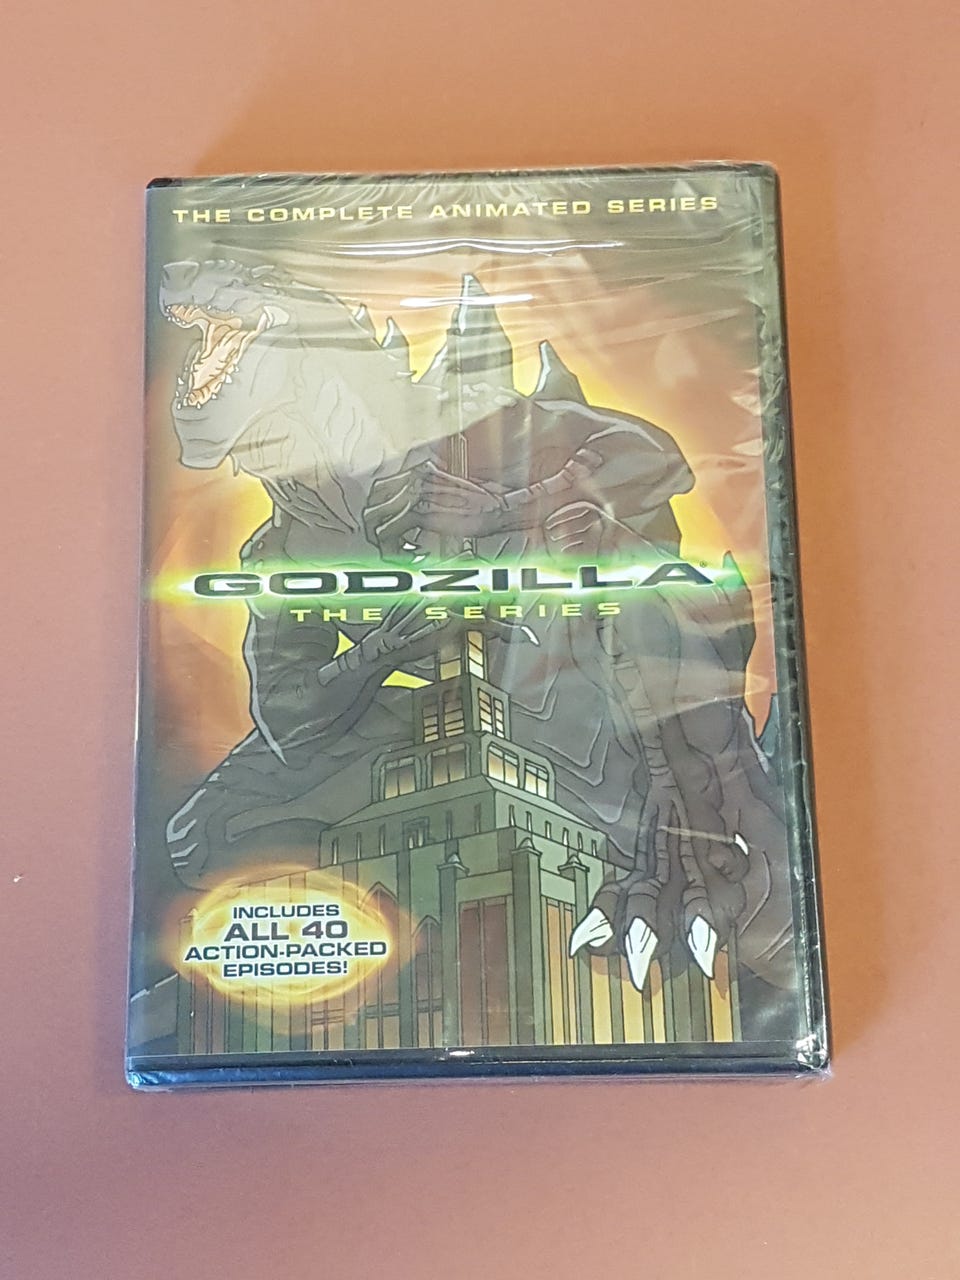 THE COMPLETE ANIMATED SERIES
GODZILLA®
THE SERIES
INCLUDES
ALL 40
ACTION-PACKED
EPISODES!